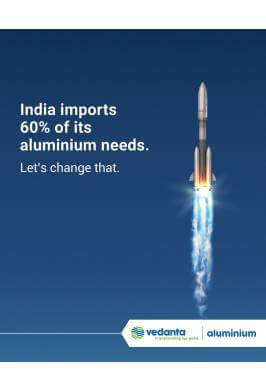 India imports
60% of its
aluminium needs.
Let's change that.
vedanta
transforming for good
aluminium